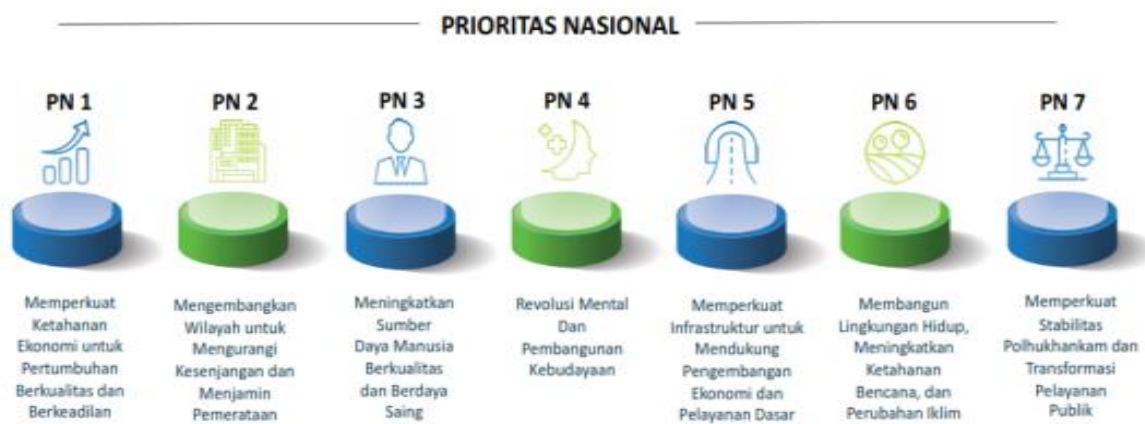 PRIORITAS NASIONAL
PN 1
Memperkuat
Ketahanan
Ekonomi untuk
Pertumbuhan
Berkualitas dan
Berkeadilan
PN 2
Mengembangkan
Wilayah untuk
Mengurangi
Kesenjangan dan
Menjamin
Pemerataan
PN 3
Meningkatkan
Sumber
Daya Manusia
Berkualitas
dan Berdaya
Saing
PN 4
Revolusi Mental
Dan
Pembangunan
Kebudayaan
PN 5
Memperkuat
Infrastruktur untuk
Mendukung
Pengembangan
Ekonomi dan
Pelayanan Dasar
PN 6
Membangun
Lingkungan Hidup,
Meningkatkan
Ketahanan
Bencana, dan
Perubahan Iklim
PN 7
Memperkuat
Stabilitas
Polhukhankam dan
Transformasi
Pelayanan
Publik